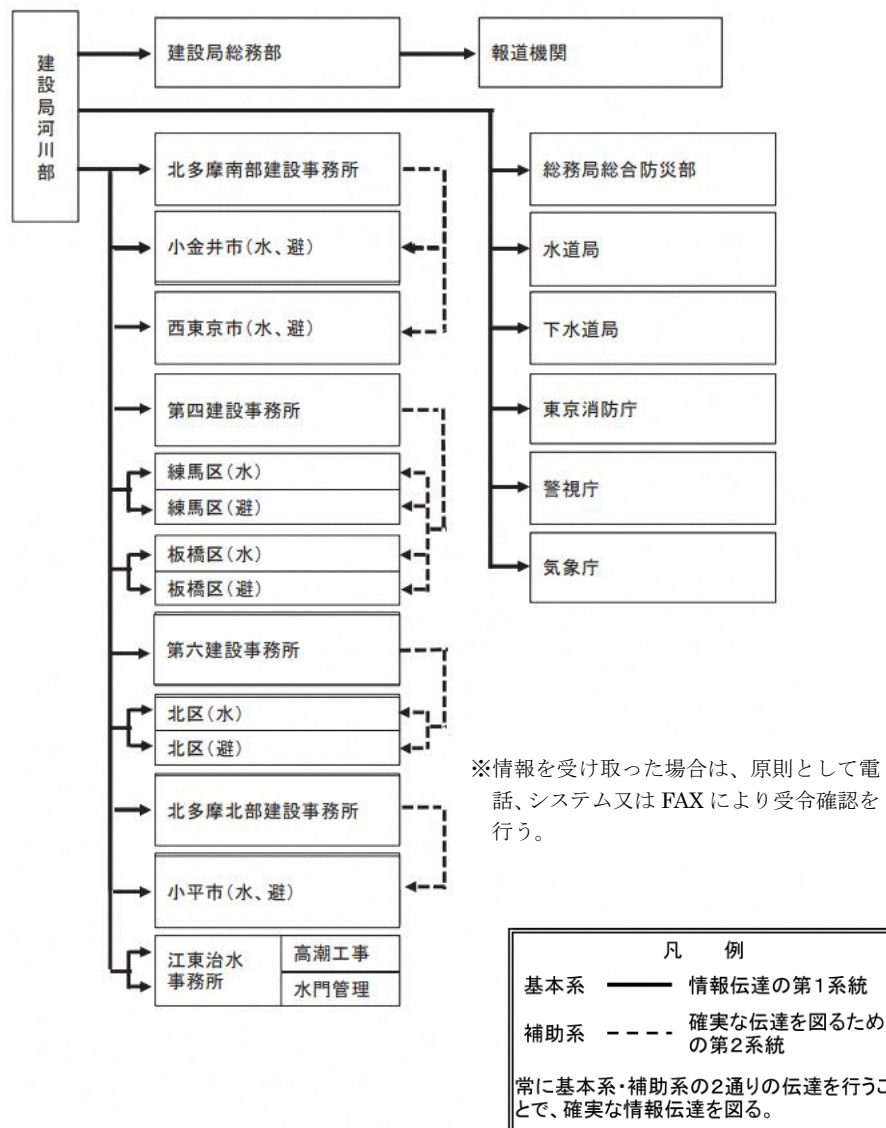 建設局河川部
建設局総務部
報道機関
北多摩南部建設事務所
小金井市(水、避)
西東京市(水、避)
第四建設事務所
練馬区(水)
練馬区(避)
板橋区(水)
板橋区(避)
第六建設事務所
北区(水)
北区(避)
北多摩北部建設事務所
小平市(水、避)
江東治水
事務所
高潮工事
水門管理
総務局総合防災部
水道局
下水道局
東京消防庁
警視庁
気象庁
※情報を受け取った場合は、原則として電
話、システム又は FAX により受令確認を
行う。
凡 例
基本系 情報伝達の第1系統
補助系 確実な伝達を図るため
の第2系統
常に基本系・補助系の2通りの伝達を行うこ
とで、確実な情報伝達を図る。